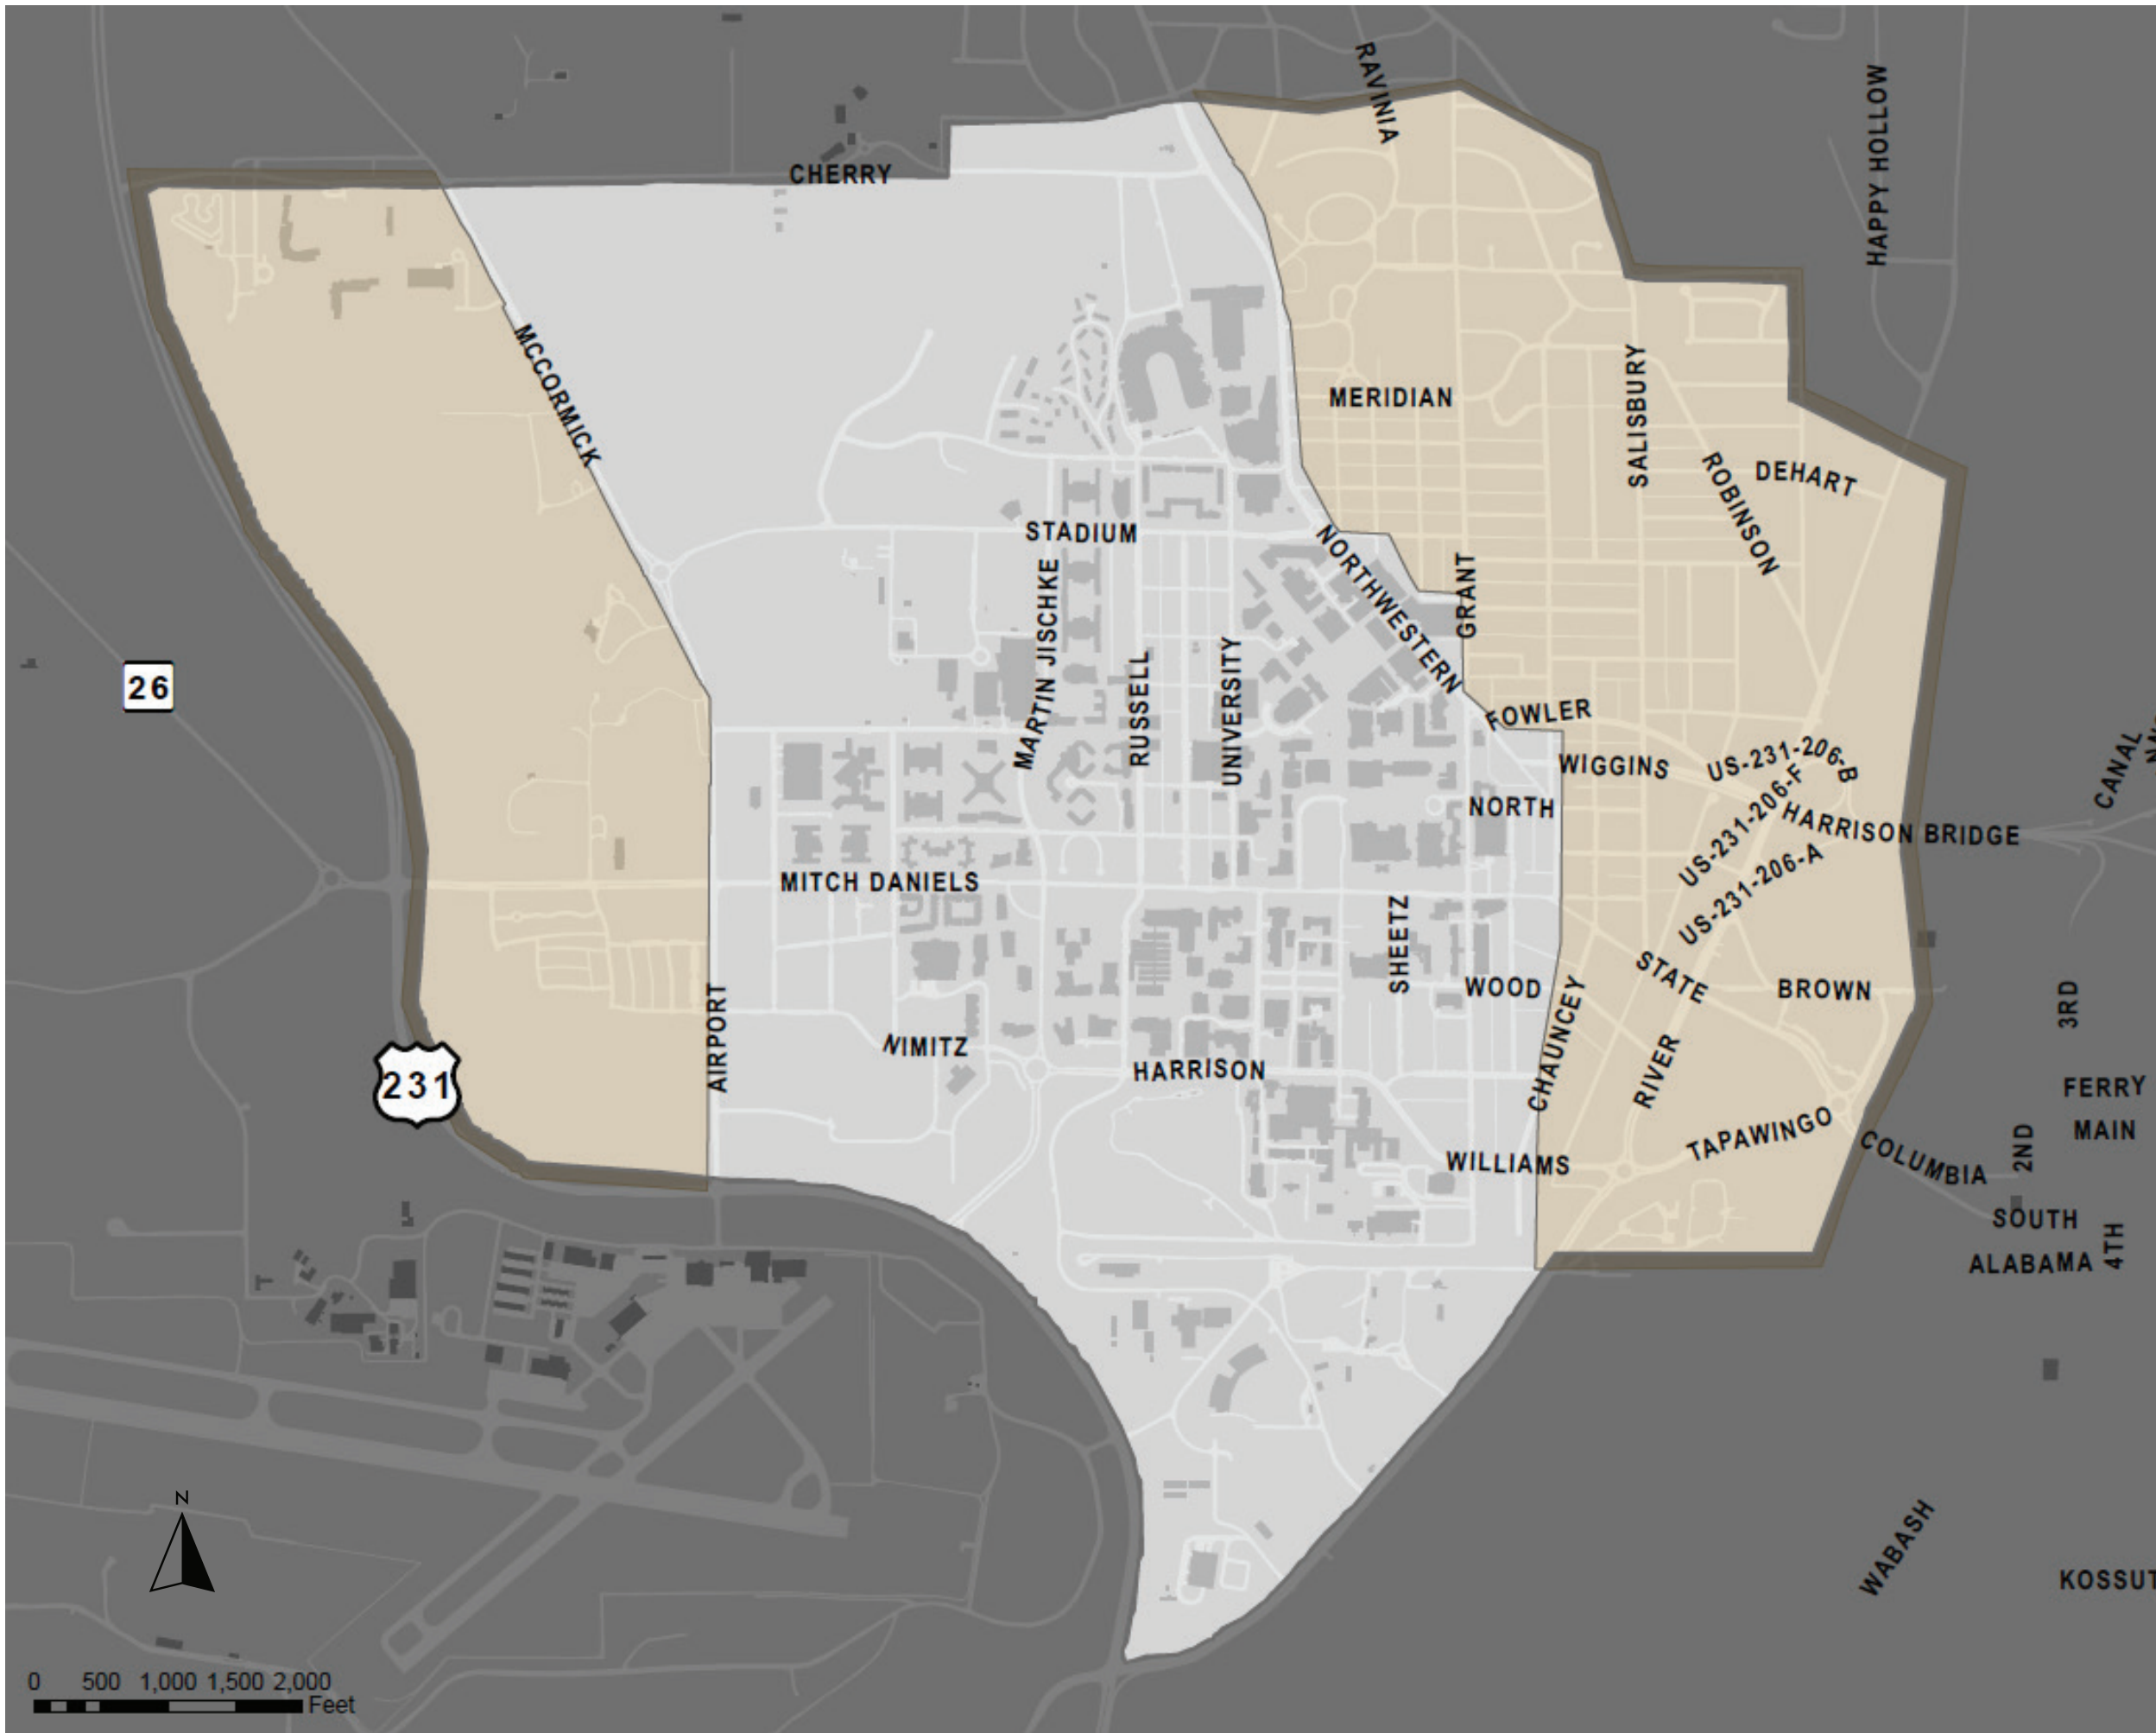 RAVINIA
HAPPY HOLLOW
CHERRY
MCCORMICK
MERIDIAN
SALISBURY
ROBINSON
DEHART
STADIUM
NORTHWESTERN
GRANT
MARTIN JISCHKE
RUSSELL
UNIVERSITY
26
FOWLER
WIGGINS
US-231-206-B
US-231-206-F
HARRISON BRIDGE
US-231-206-A
CANAL
NORTH
MITCH DANIELS
SHEETZ
WOOD
STATE
BROWN
3RD
CHAUNCEY
RIVER
AIRPORT
NIMITZ
HARRISON
231
FERRY
MAIN
TAPAWINGO
COLUMBIA
2ND
WILLIAMS
SOUTH
4TH
ALABAMA
WABASH
KOSSUT
N
0 500 1,000 1,500 2,000
Feet